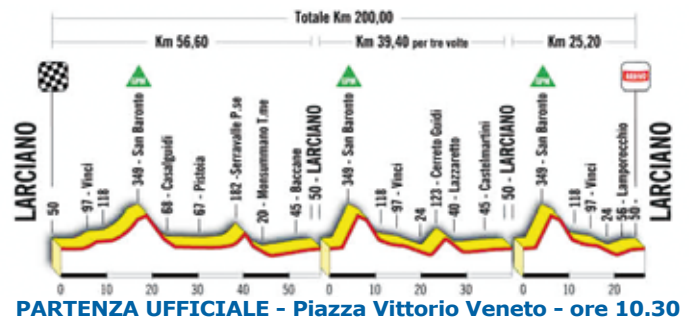 Totale Km 200,00
Km 56,60
Km 39,40 per tre volte
Km 25,20
GPM
GPM
GPM
ARRIVO
LARCIANO
50
97 - Vinci
118
349 - San Baronto
68 - Casalguidi
67 - Pistoia
182 -Serravalle P.se
20 - Monsummano T.me
45 - Baccane
50 - LARCIANO
349 - San Baronto
118
97 - Vinci
24
123 - Cerreto Guidi
40 - Lazzaretto
45 - Castelmartini
50 - LARCIANO
349 - San Baronto
118
97 - Vinci
24
56 - Lamporecchio
50 -
LARCIANO
0 10 20 30 40 50 0 10 20 30 0 10 20
PARTENZA UFFICIALE - Piazza Vittorio Veneto - ore 10.30